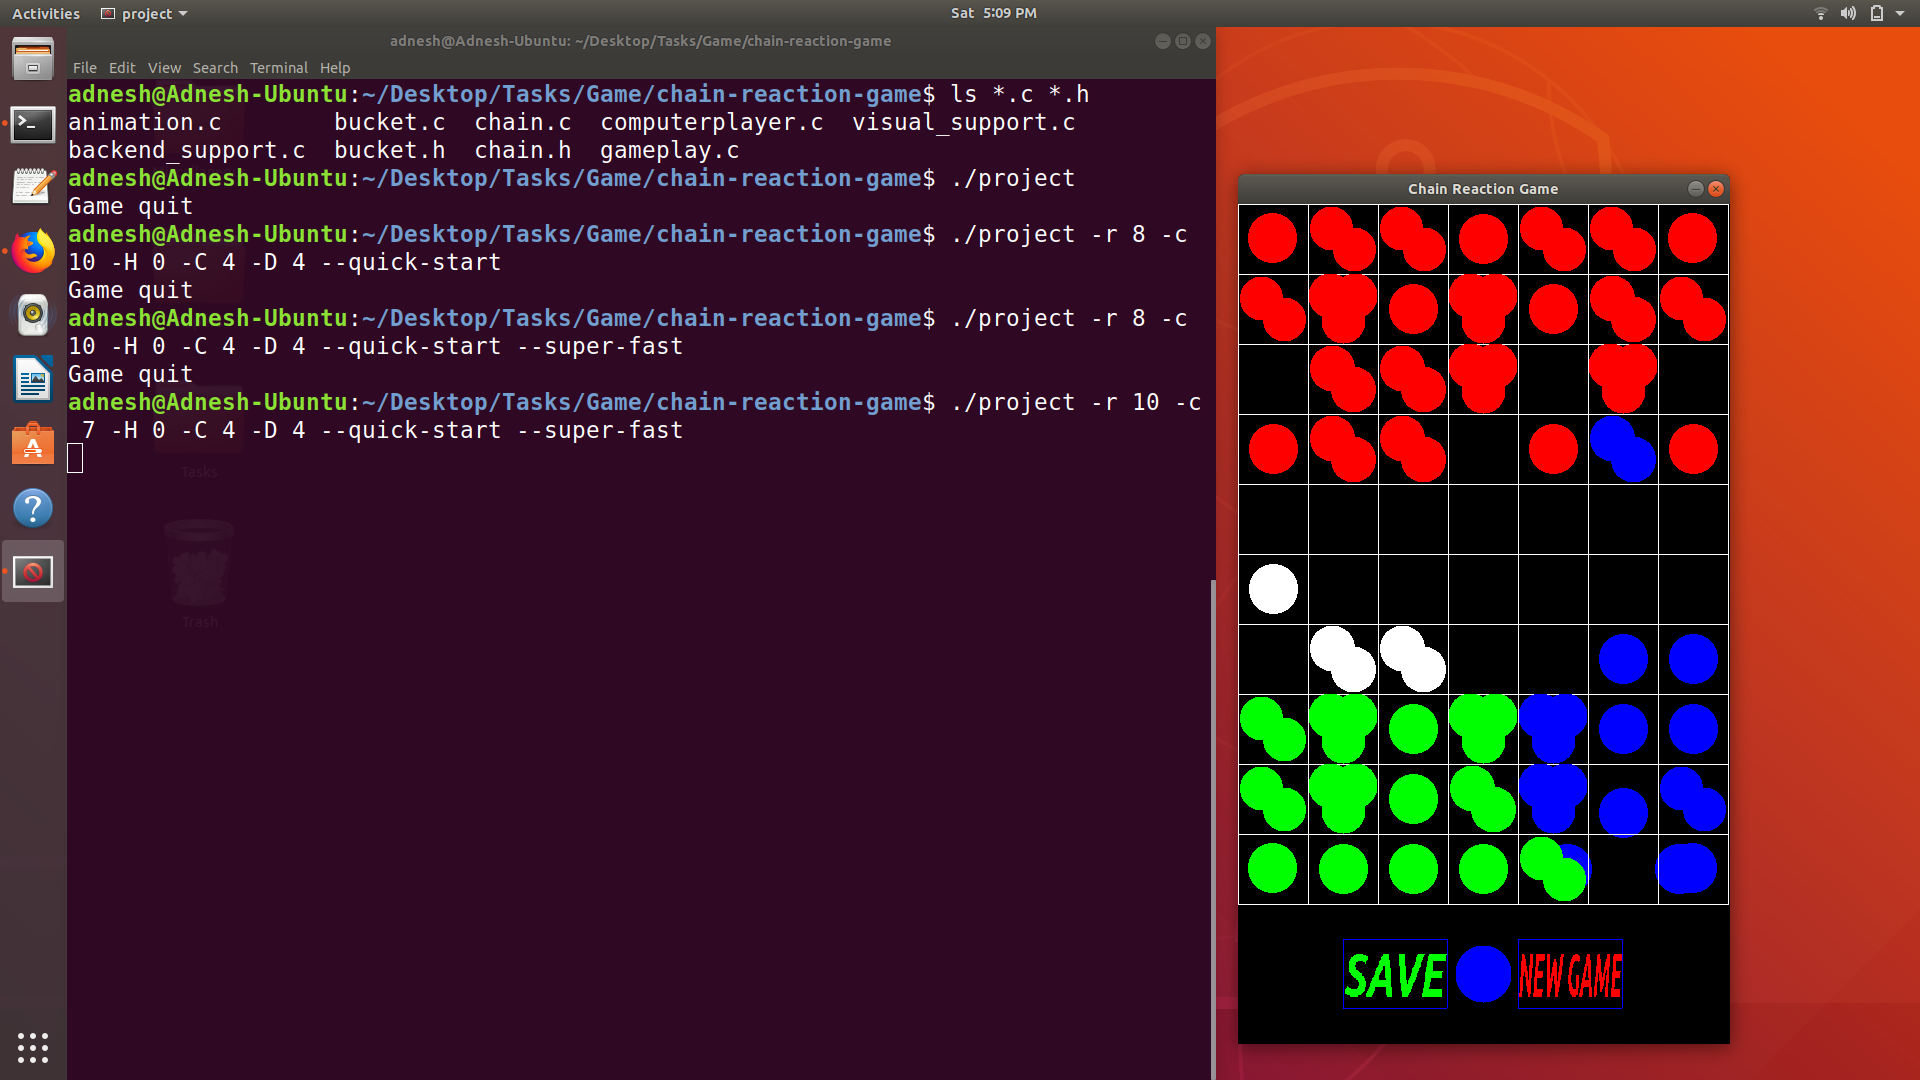 Activities project Sat 5:09 PM
adnesh@Adnesh-Ubuntu: ~/Desktop/Tasks/Game/chain-reaction-game
File Edit View Search Terminal Help
adnesh@Adnesh-Ubuntu:~/Desktop/Tasks/Game/chain-reaction-game$ ls *.c *.h
animation.c bucket.c chain.c computerplayer.c visual_support.c
backend_support.c bucket.h chain.h gameplay.c
adnesh@Adnesh-Ubuntu:~/Desktop/Tasks/Game/chain-reaction-game$ ./project
Game quit
adnesh@Adnesh-Ubuntu:~/Desktop/Tasks/Game/chain-reaction-game$ ./project -r 8 -c
10 -H 0 -C 4 -D 4 --quick-start
Game quit
adnesh@Adnesh-Ubuntu:~/Desktop/Tasks/Game/chain-reaction-game$ ./project -r 8 -c
10 -H 0 -C 4 -D 4 --quick-start --super-fast
Game quit
adnesh@Adnesh-Ubuntu:~/Desktop/Tasks/Game/chain-reaction-game$ ./project -r 10 -c
7 -H 0 -C 4 -D 4 --quick-start --super-fast
Tasks
Trash
Chain Reaction Game
SAVE NEW GAME